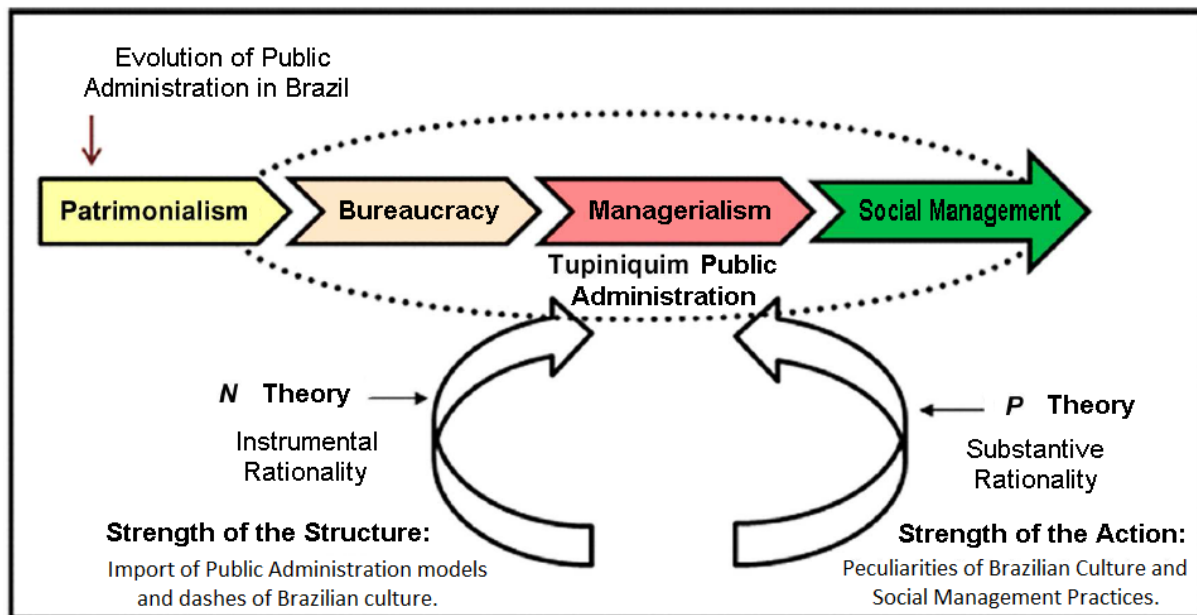 Evolution of Public
Administration in Brazil
Patrimonialism
Bureaucracy
Managerialism
Social Management
Tupiniquim Public
Administration
N Theory
Instrumental
Rationality
P Theory
Substantive
Rationality
Strength of the Structure:
Import of Public Administration models
and dashes of Brazilian culture.
Strength of the Action:
Peculiarities of Brazilian Culture and
Social Management Practices.